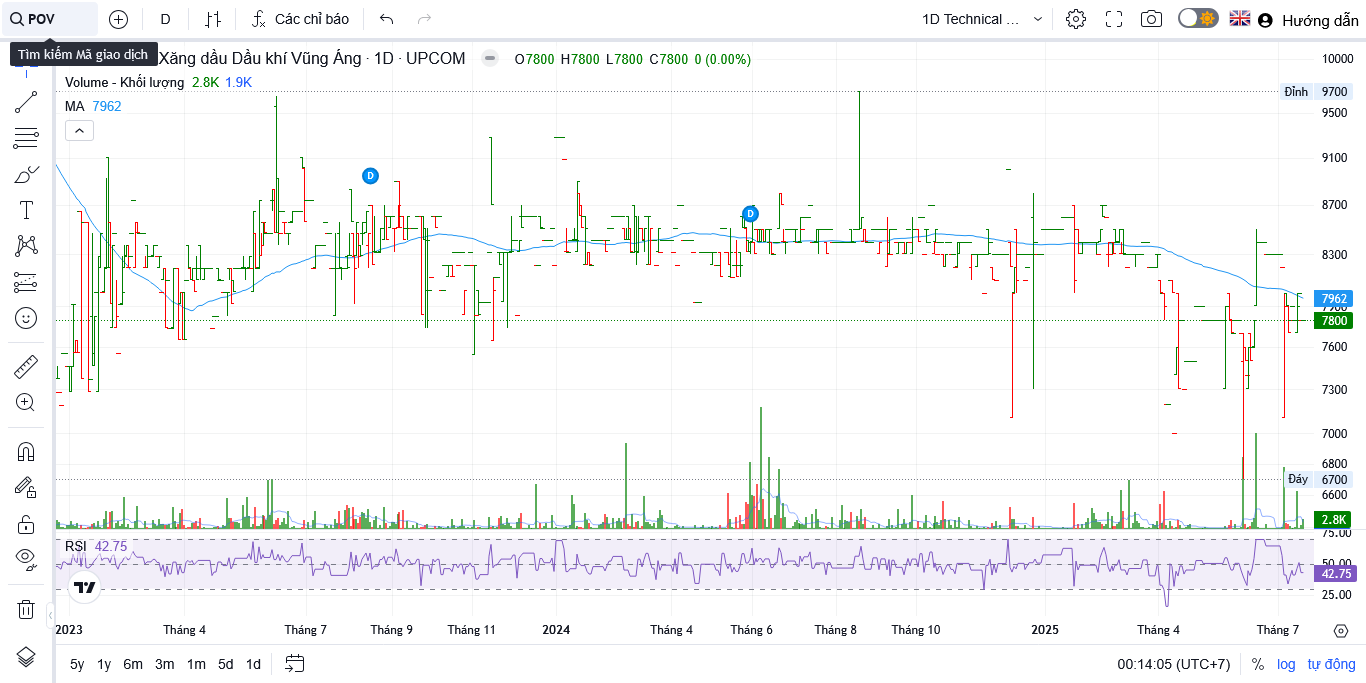 POV
D
Các chỉ báo
1D Technical ...
Hướng dẫn
Tìm kiếm Mã giao dịch
Xăng dầu Dầu khí Vũng Áng · 1D · UPCOM
O7800 H7800 L7800 C7800 0 (0.00%)
Volume - Khối lượng 2.8K 1.9K
MA 7962
10000
Đỉnh 9700
9500
9100
D
8700
D
8300
7962
7900
7800
7600
7300
7000
6800
Đáy 6700
6600
2.8K
75.00
RSI 42.75
50.00
42.75
25.00
2023 Tháng 4 Tháng 7 Tháng 9 Tháng 11 2024 Tháng 4 Tháng 6 Tháng 8 Tháng 10 2025 Tháng 4 Tháng 7
5y 1y 6m 3m 1m 5d 1d
00:14:05 (UTC+7) % log tự động